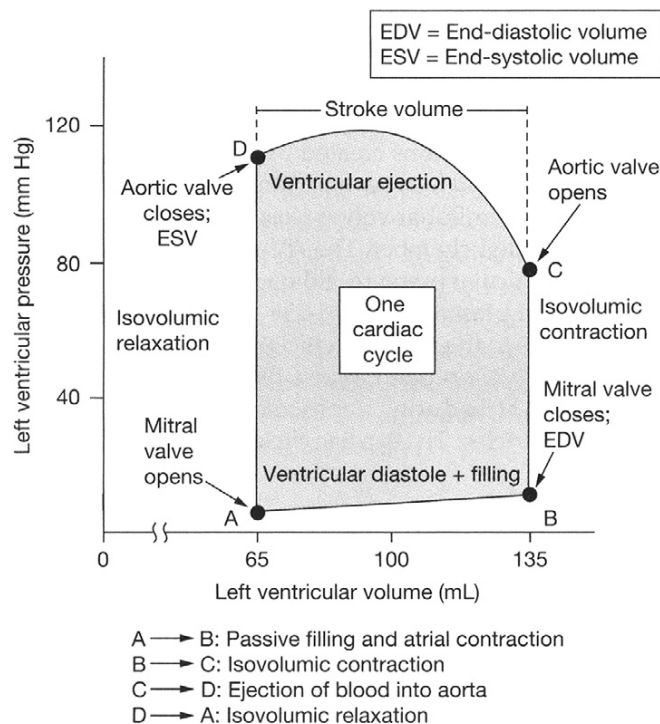 EDV = End-diastolic volume
ESV = End-systolic volume
Stroke volume
120
80
40
Left ventricular pressure (mm Hg)
D
Aortic valve
closes;
ESV
Ventricular ejection
Aortic valve
opens
C
Isovolumic
relaxation
One
cardiac
cycle
Isovolumic
contraction
Mitral
valve
opens
A
Ventricular diastole + filling
Mitral valve
closes;
EDV
B
0
65
100
135
Left ventricular volume (mL)
A → B: Passive filling and atrial contraction
B → C: Isovolumic contraction
C → D: Ejection of blood into aorta
D → A: Isovolumic relaxation